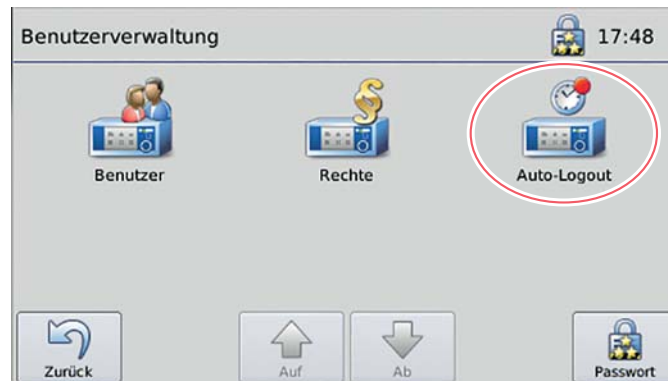 Benutzerverwaltung 17:48
Benutzer Rechte Auto-Logout
Zurück Auf Ab Passwort